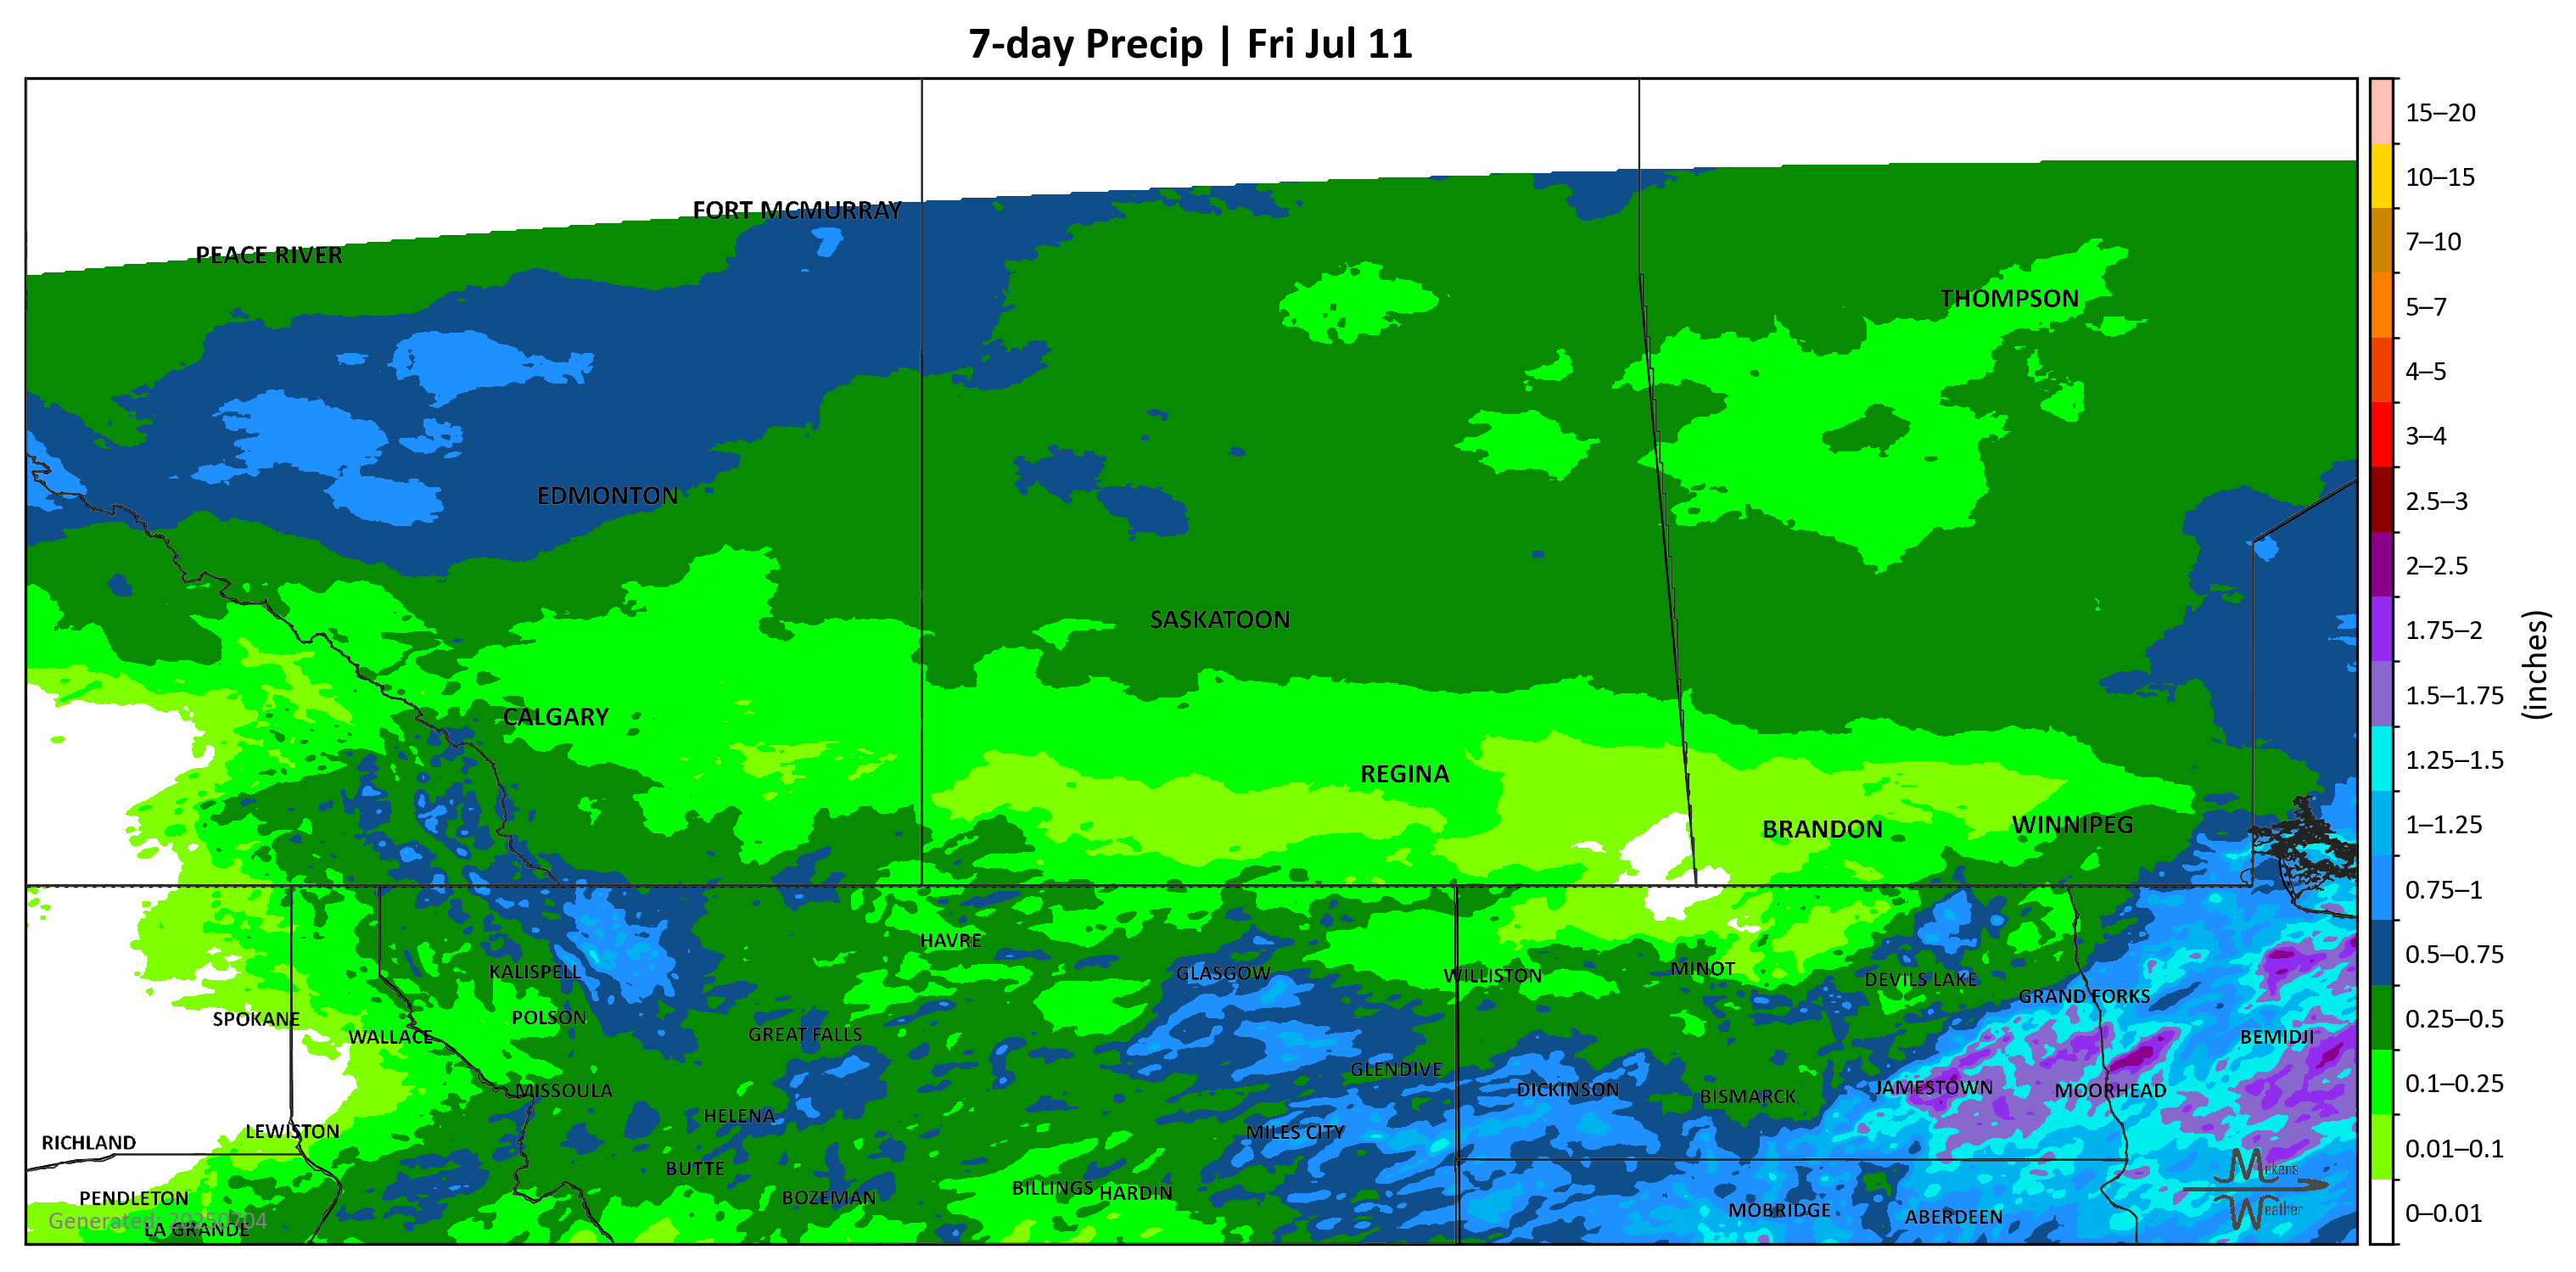 7-day Precip | Fri Jul 11
FORT MCMURRAY
PEACE RIVER
THOMPSON
EDMONTON
SASKATOON
CALGARY
REGINA
BRANDON
WINNIPEG
HAVRE
KALISPELL
GLASGOW
WILLISTON
MINOT
DEVILS LAKE
GRAND FORKS
SPOKANE
POLSON
WALLACE
GREAT FALLS
BEMIDJI
GLENDIVE
MISSOULA
DICKINSON
BISMARCK
JAMESTOWN
MOORHEAD
HELENA
RICHLAND
LEWISTON
MILES CITY
BUTTE
PENDLETON
BOZEMAN
BILLINGS
HARDIN
MOBRIDGE
ABERDEEN
Generated: 20250704
LA GRANDE
Mickens
Weather
15–20
10–15
7–10
5–7
4–5
3–4
2.5–3
2–2.5
1.75–2
1.5–1.75
1.25–1.5
1–1.25
0.75–1
0.5–0.75
0.25–0.5
0.1–0.25
0.01–0.1
0–0.01
(inches)